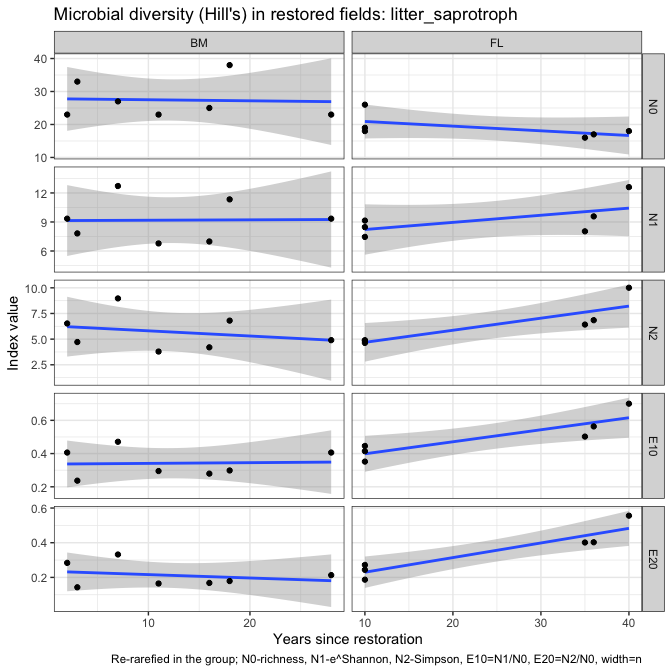 Microbial diversity (Hill's) in restored fields: litter_saprotroph
BM
FL
40
30
20
10
N0
12
9
6
N1
10.0
7.5
5.0
2.5
N2
0.6
0.4
0.2
E10
0.6
0.4
0.2
E20
Index value
10
20
10
20
30
40
Years since restoration
Re-rarefied in the group; N0-richness, N1-e^Shannon, N2-Simpson, E10=N1/N0, E20=N2/N0, width=n